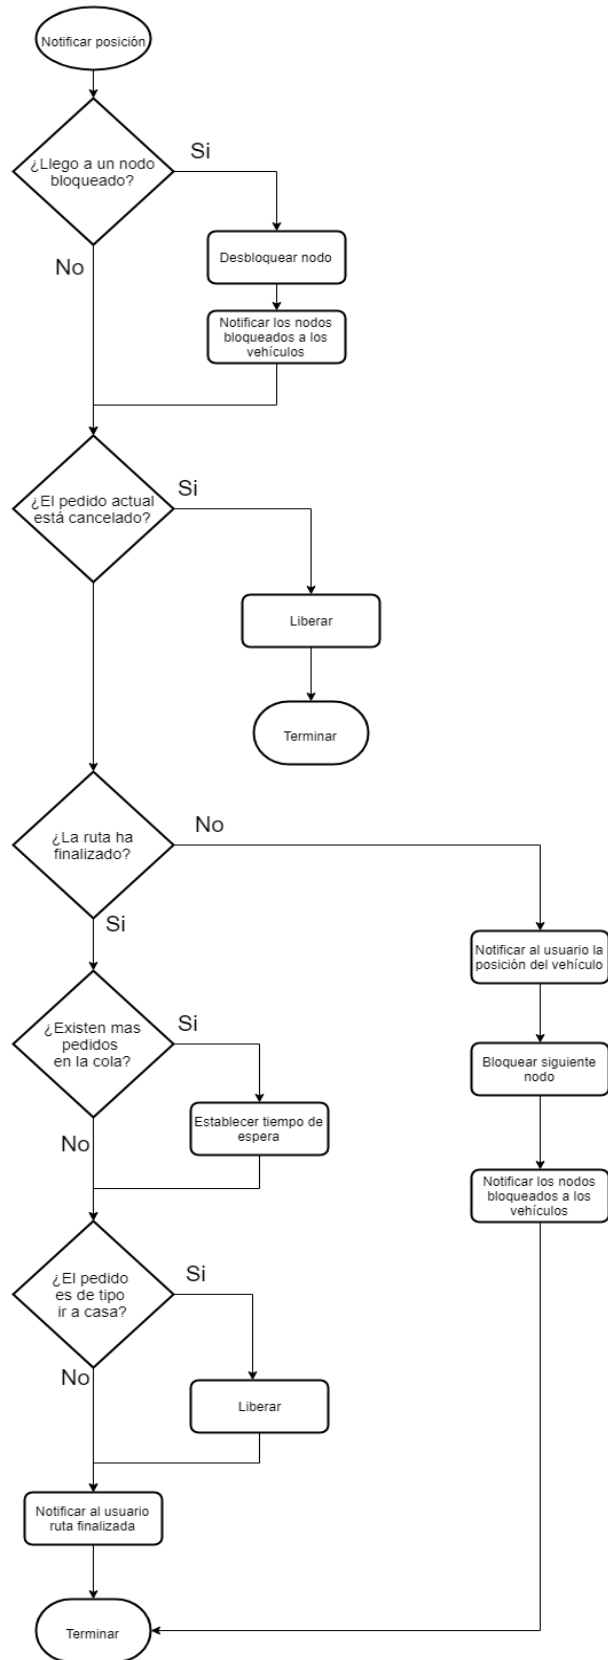 Notificar posición
¿Llego a un nodo
bloqueado?
Si
No
Desbloquear nodo
Notificar los nodos
bloqueados a los
vehículos
¿El pedido actual
está cancelado?
Si
Liberar
Terminar
¿La ruta ha
finalizado?
No
Si
Notificar al usuario la
posición del vehículo
¿Existen mas
pedidos
en la cola?
Si
No
Bloquear siguiente
nodo
Establecer tiempo de
espera
Notificar los nodos
bloqueados a los
vehículos
¿El pedido
es de tipo
ir a casa?
Si
No
Liberar
Notificar al usuario
ruta finalizada
Terminar